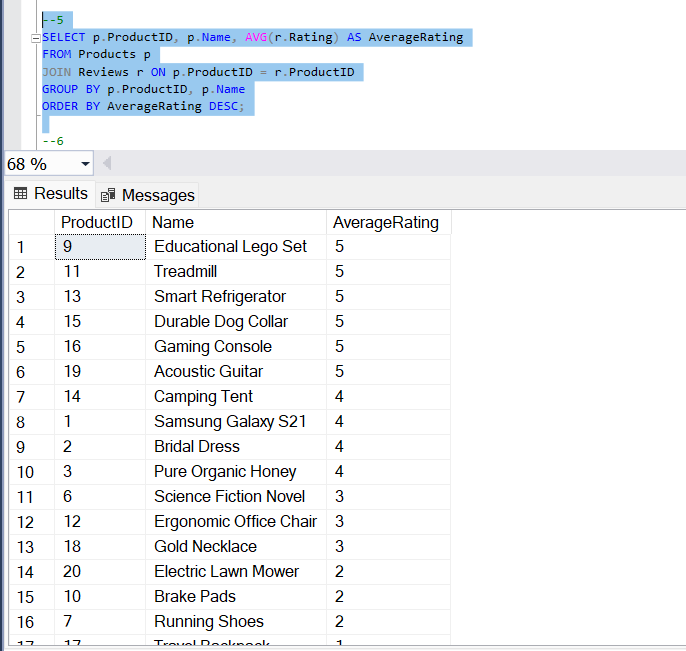 --5
SELECT p.ProductID, p.Name, AVG(r.Rating) AS AverageRating
FROM Products p
JOIN Reviews r ON p.ProductID = r.ProductID
GROUP BY p.ProductID, p.Name
ORDER BY AverageRating DESC;
--6
68 %
Results Messages
ProductID Name AverageRating
1 9 Educational Lego Set 5
2 11 Treadmill 5
3 13 Smart Refrigerator 5
4 15 Durable Dog Collar 5
5 16 Gaming Console 5
6 19 Acoustic Guitar 5
7 14 Camping Tent 4
8 1 Samsung Galaxy S21 4
9 2 Bridal Dress 4
10 3 Pure Organic Honey 4
11 6 Science Fiction Novel 3
12 12 Ergonomic Office Chair 3
13 18 Gold Necklace 3
14 20 Electric Lawn Mower 2
15 10 Brake Pads 2
16 7 Running Shoes 2
17 17 Travel Backpack 1